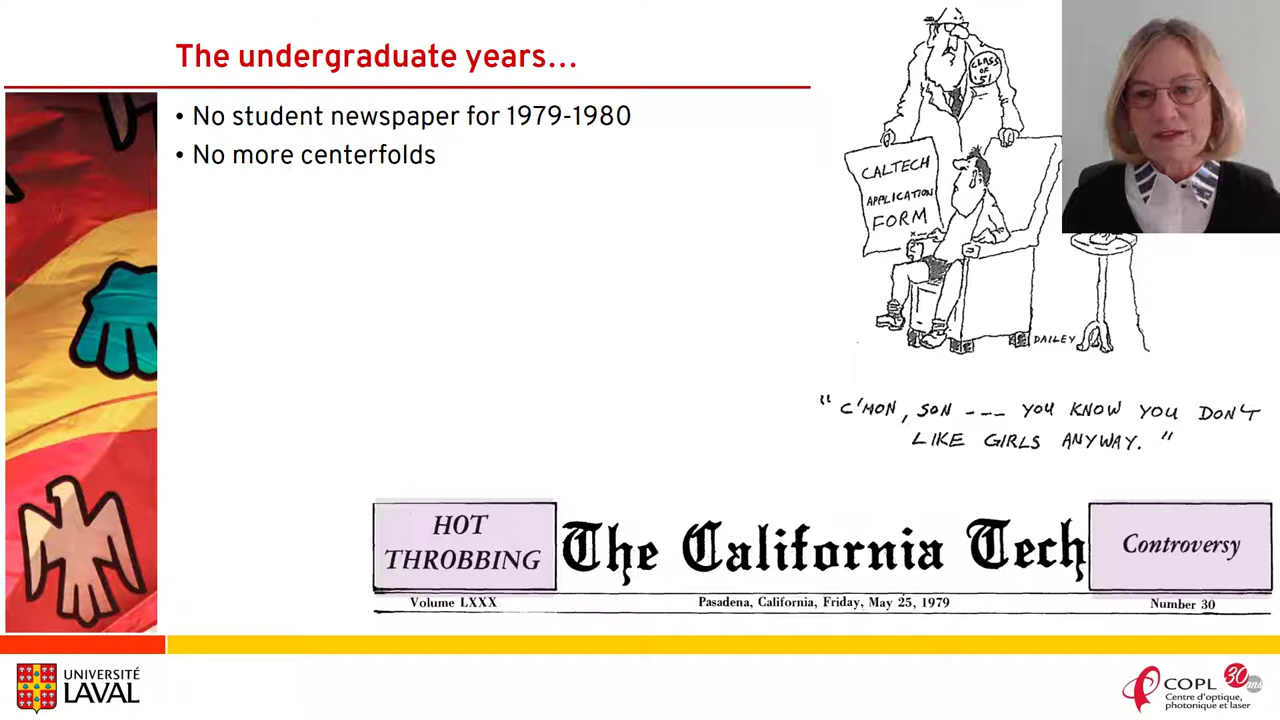 The undergraduate years...
• No student newspaper for 1979-1980
• No more centerfolds
CLASS
OF
'51
CALTECH
APPLICATION
FORM
x
DAILEY
"C'MON, SON --- YOU KNOW YOU DON'T
LIKE GIRLS ANYWAY."
HOT
THROBBING
The California Tech
Controversy
Volume LXXX
Pasadena, California, Friday, May 25, 1979
Number 30
UNIVERSITÉ
LAVAL
COPL
30
ans
Centre d'optique,
photonique et laser